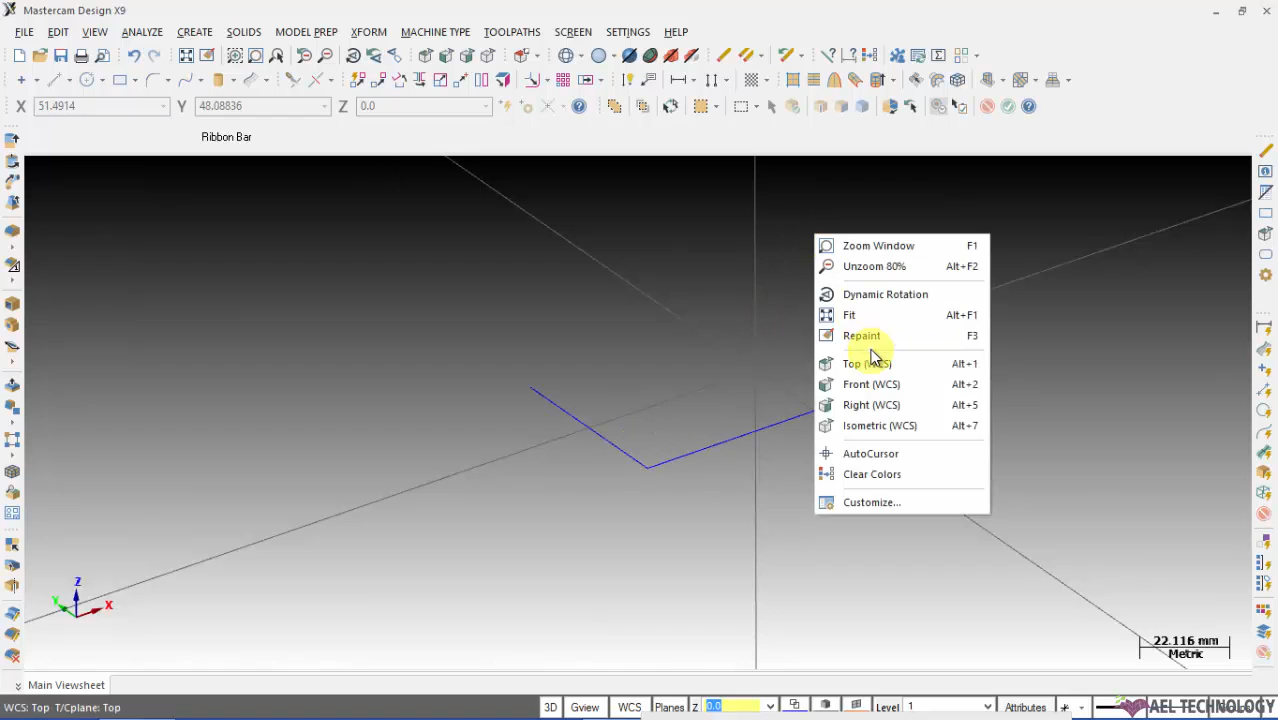 Mastercam Design X9
FILE EDIT VIEW ANALYZE CREATE SOLIDS MODEL PREP XFORM MACHINE TYPE TOOLPATHS SCREEN SETTINGS HELP
X 51.4914 Y 48.08836 Z 0.0
Ribbon Bar
Zoom Window F1
Unzoom 80% Alt+F2
Dynamic Rotation
Fit Alt+F1
Repaint F3
Top (WCS) Alt+1
Front (WCS) Alt+2
Right (WCS) Alt+5
Isometric (WCS) Alt+7
AutoCursor
Clear Colors
Customize...
Z
Y X
22.116 mm
Metric
Main Viewsheet
WCS: Top T/Cplane: Top 3D Gview WCS Planes Z 0.0 Level 1 Attributes AEL TECHNOLOGY